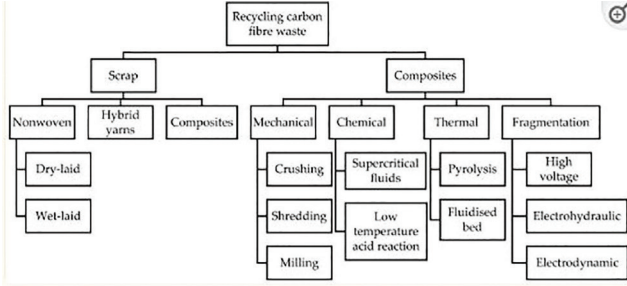 Recycling carbon
fibre waste
Scrap
Composites
Nonwoven
Hybrid
yarns
Composites
Mechanical
Chemical
Thermal
Fragmentation
Dry-laid
Wet-laid
Crushing
Shredding
Milling
Supercritical
fluids
Low
temperature
acid reaction
Pyrolysis
Fluidised
bed
High
voltage
Electrohydraulic
Electrodynamic